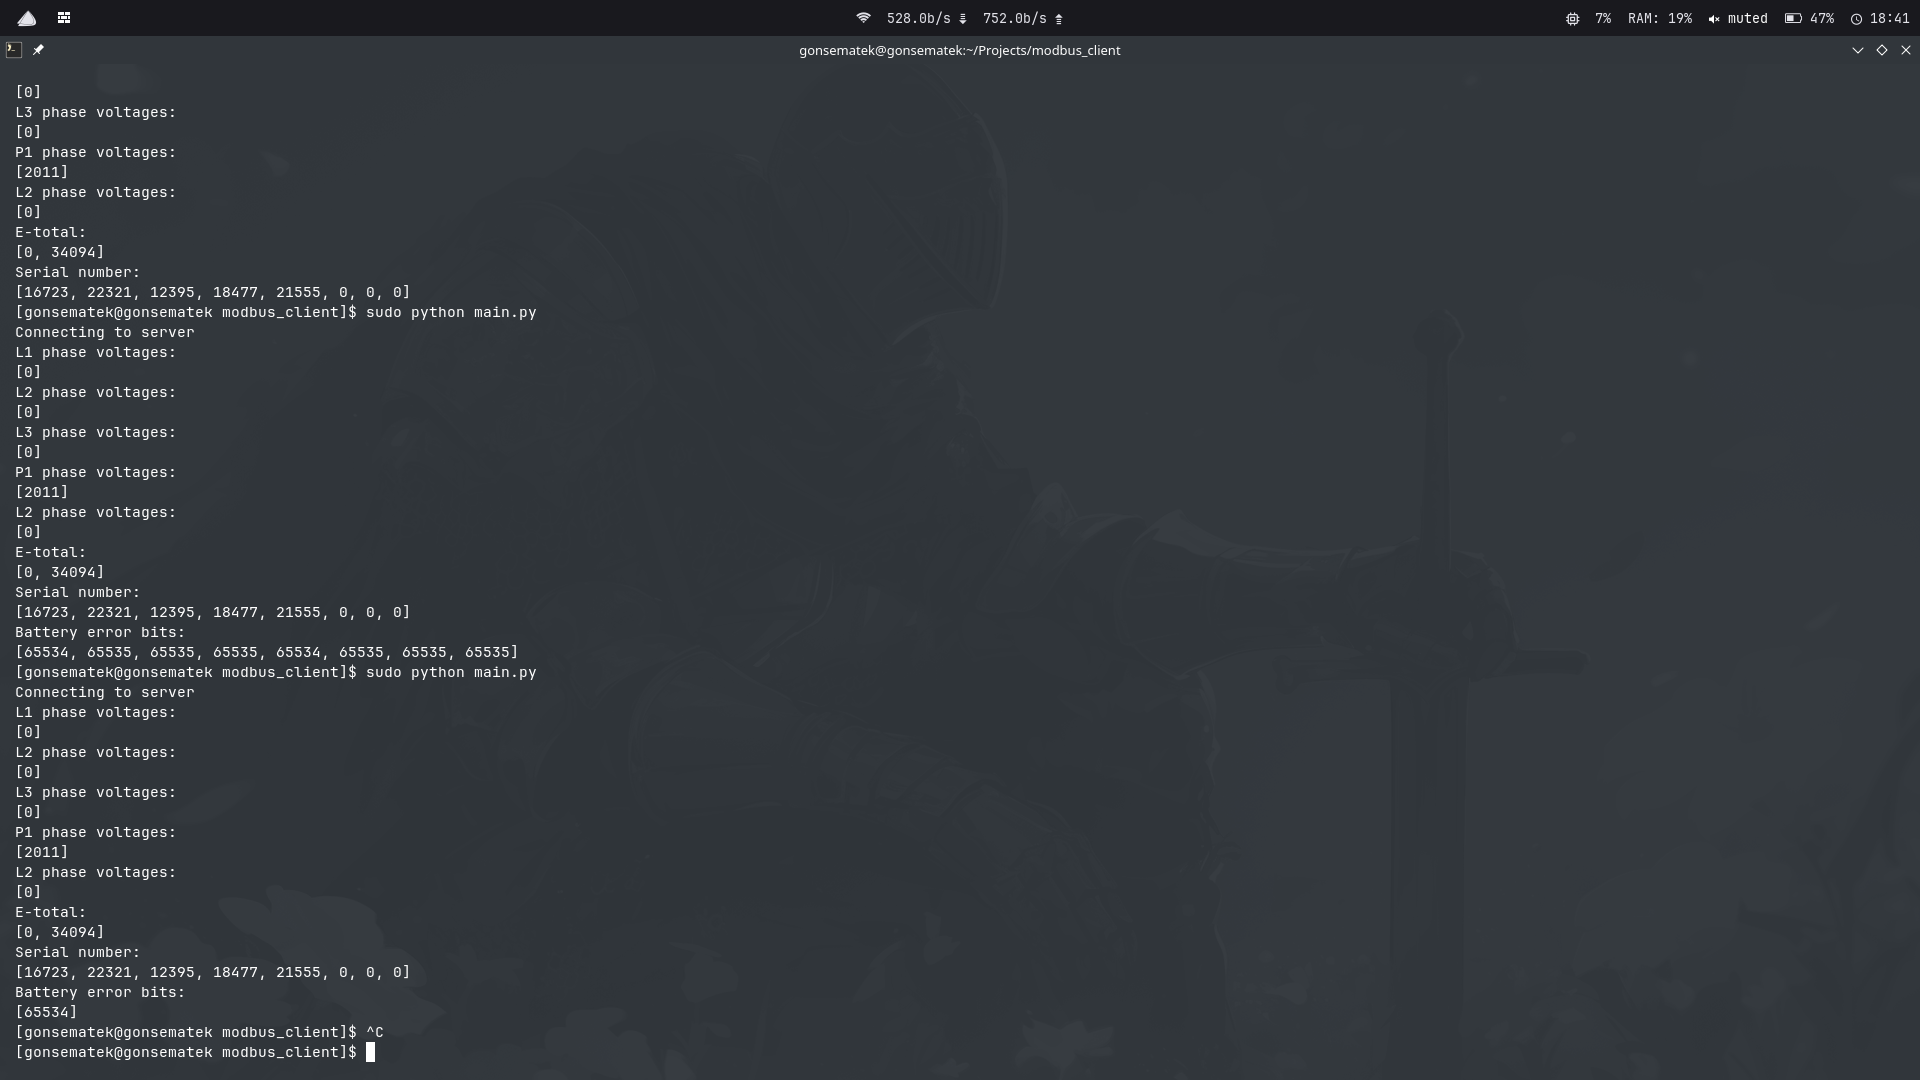 528.0b/s 752.0b/s 7% RAM: 19% muted 47% 18:41
gonsematek@gonsematek:~/Projects/modbus_client
[0]
L3 phase voltages:
[0]
P1 phase voltages:
[2011]
L2 phase voltages:
[0]
E-total:
[0, 34094]
Serial number:
[16723, 22321, 12395, 18477, 21555, 0, 0, 0]
[gonsematek@gonsematek modbus_client]$ sudo python main.py
Connecting to server
L1 phase voltages:
[0]
L2 phase voltages:
[0]
L3 phase voltages:
[0]
P1 phase voltages:
[2011]
L2 phase voltages:
[0]
E-total:
[0, 34094]
Serial number:
[16723, 22321, 12395, 18477, 21555, 0, 0, 0]
Battery error bits:
[65534, 65535, 65535, 65535, 65534, 65535, 65535, 65535]
[gonsematek@gonsematek modbus_client]$ sudo python main.py
Connecting to server
L1 phase voltages:
[0]
L2 phase voltages:
[0]
L3 phase voltages:
[0]
P1 phase voltages:
[2011]
L2 phase voltages:
[0]
E-total:
[0, 34094]
Serial number:
[16723, 22321, 12395, 18477, 21555, 0, 0, 0]
Battery error bits:
[65534]
[gonsematek@gonsematek modbus_client]$ ^C
[gonsematek@gonsematek modbus_client]$